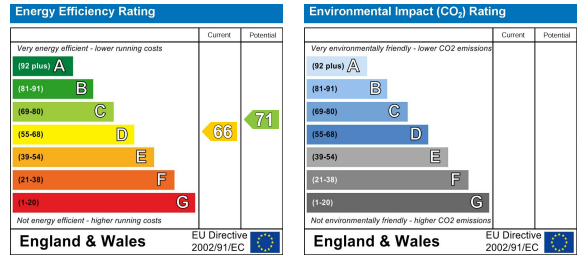 Energy Efficiency Rating
Current Potential
Very energy efficient - lower running costs
(92 plus) A
(81-91) B
(69-80) C
(55-68) D
(39-54) E
(21-38) F
(1-20) G
66
71
Not energy efficient - higher running costs
England & Wales
EU Directive
2002/91/EC
Environmental Impact (CO₂) Rating
Current Potential
Very environmentally friendly - lower CO2 emissions
(92 plus) A
(81-91) B
(69-80) C
(55-68) D
(39-54) E
(21-38) F
(1-20) G
Not environmentally friendly - higher CO2 emissions
England & Wales
EU Directive
2002/91/EC